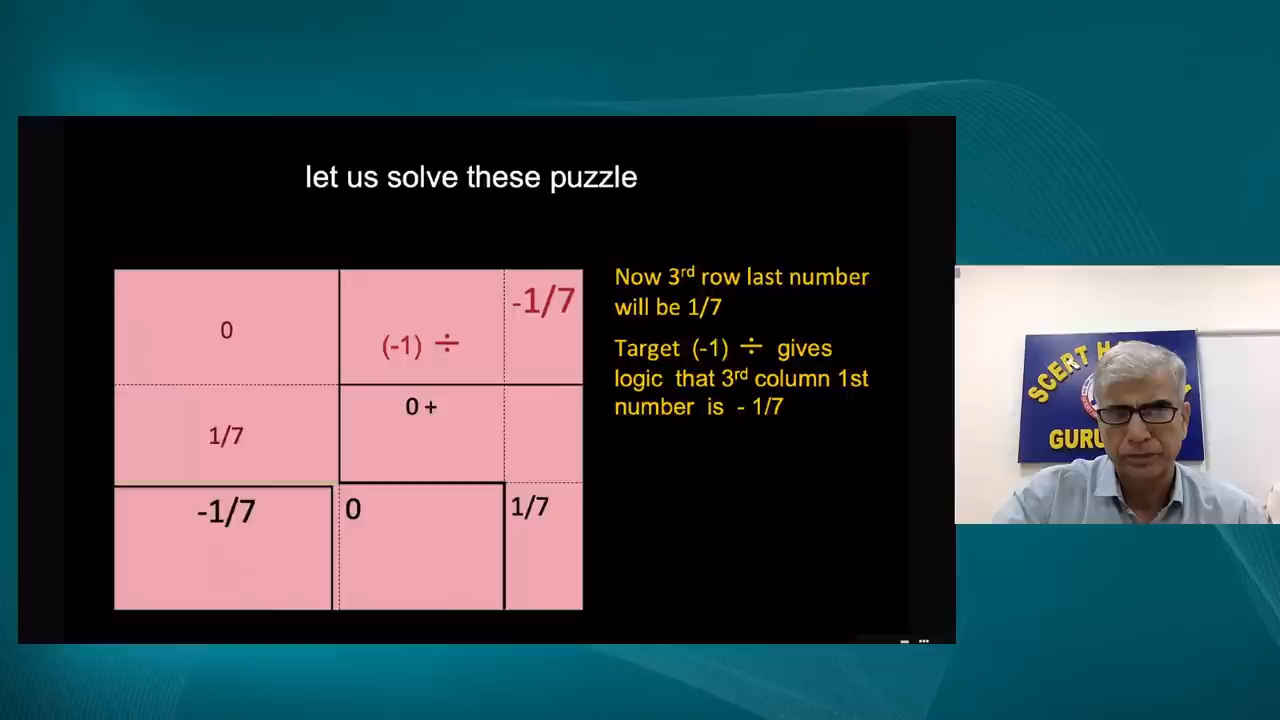 let us solve these puzzle
0
(-1) ÷
-1/7
1/7
0 +
-1/7
0
1/7
Now 3rd row last number
will be 1/7
Target (-1) ÷ gives
logic that 3rd column 1st
number is - 1/7
SCERT H
GURU